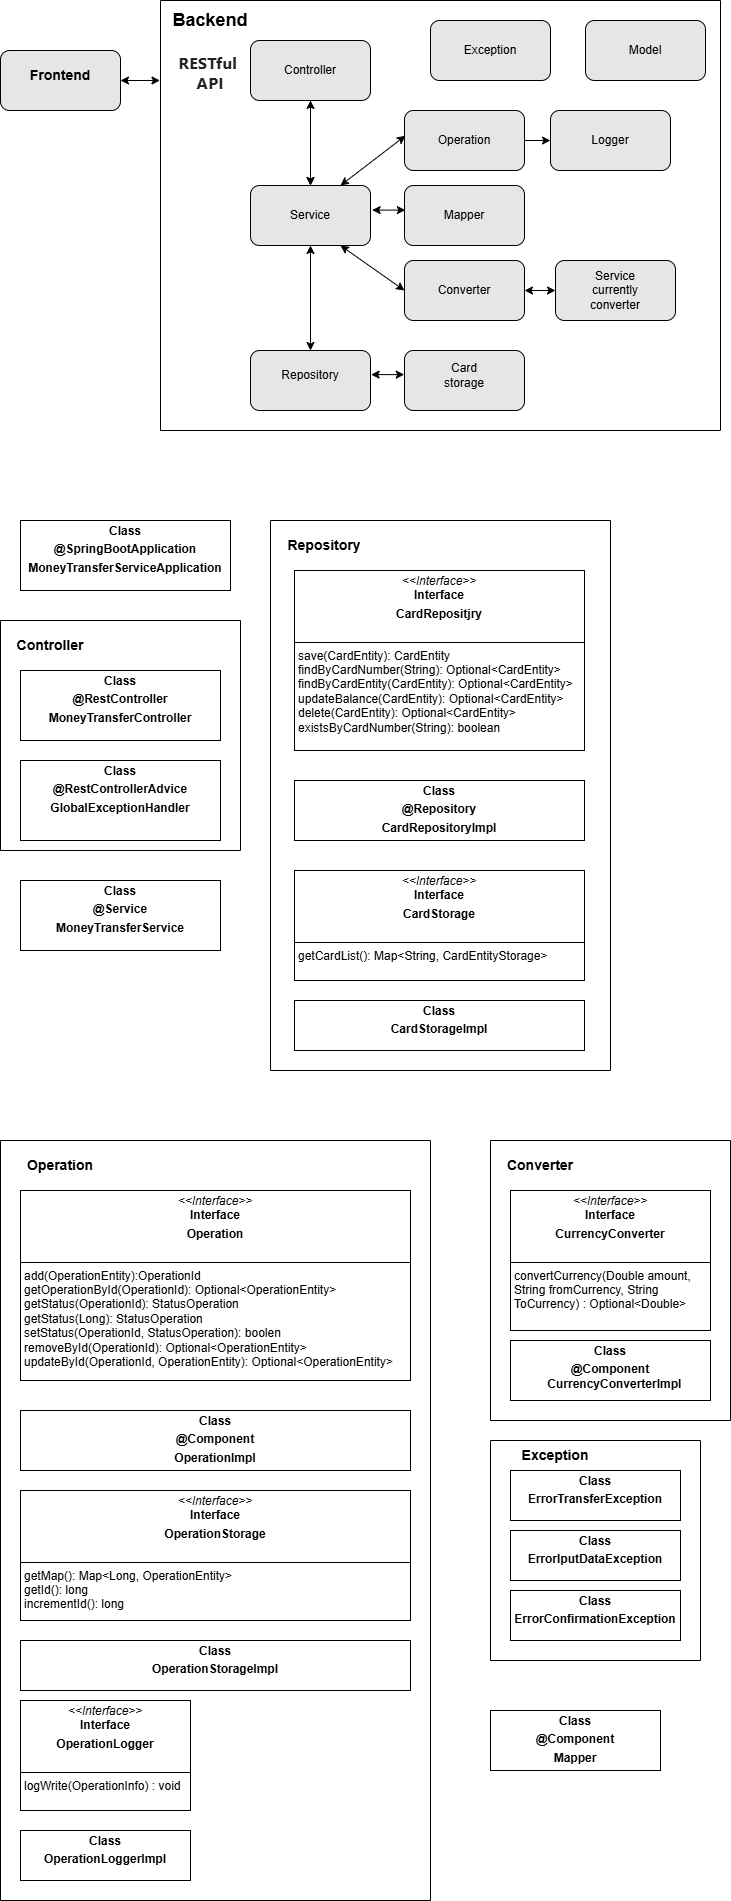 Backend
Frontend
RESTful
API
Controller
Exception
Model
Operation
Logger
Service
Mapper
Converter
Service
currently
converter
Repository
Card
storage
Class
@SpringBootApplication
MoneyTransferServiceApplication
Controller
Class
@RestController
MoneyTransferController
Class
@RestControllerAdvice
GlobalExceptionHandler
Class
@Service
MoneyTransferService
Repository
<<Interface>>
Interface
CardRepositjry
save(CardEntity): CardEntity
findByCardNumber(String): Optional<CardEntity>
findByCardEntity(CardEntity): Optional<CardEntity>
updateBalance(CardEntity): Optional<CardEntity>
delete(CardEntity): Optional<CardEntity>
existsByCardNumber(String): boolean
Class
@Repository
CardRepositoryImpl
<<Interface>>
Interface
CardStorage
getCardList(): Map<String, CardEntityStorage>
Class
CardStorageImpl
Operation
<<Interface>>
Interface
Operation
add(OperationEntity):OperationId
getOperationById(OperationId): Optional<OperationEntity>
getStatus(OperationId): StatusOperation
getStatus(Long): StatusOperation
setStatus(OperationId, StatusOperation): boolen
removeById(OperationId): Optional<OperationEntity>
updateById(OperationId, OperationEntity): Optional<OperationEntity>
Class
@Component
OperationImpl
<<Interface>>
Interface
OperationStorage
getMap(): Map<Long, OperationEntity>
getId(): long
incrementId(): long
Class
OperationStorageImpl
<<Interface>>
Interface
OperationLogger
logWrite(OperationInfo) : void
Class
OperationLoggerImpl
Converter
<<Interface>>
Interface
CurrencyConverter
convertCurrency(Double amount,
String fromCurrency, String
ToCurrency) : Optional<Double>
Class
@Component
CurrencyConverterImpl
Exception
Class
ErrorTransferException
Class
ErrorIputDataException
Class
ErrorConfirmationException
Class
@Component
Mapper